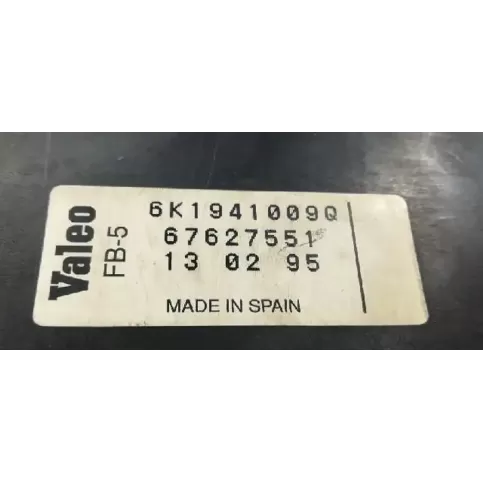 Valeo
FB-5
6K1941009Q
67627551
13 02 95
MADE IN SPAIN